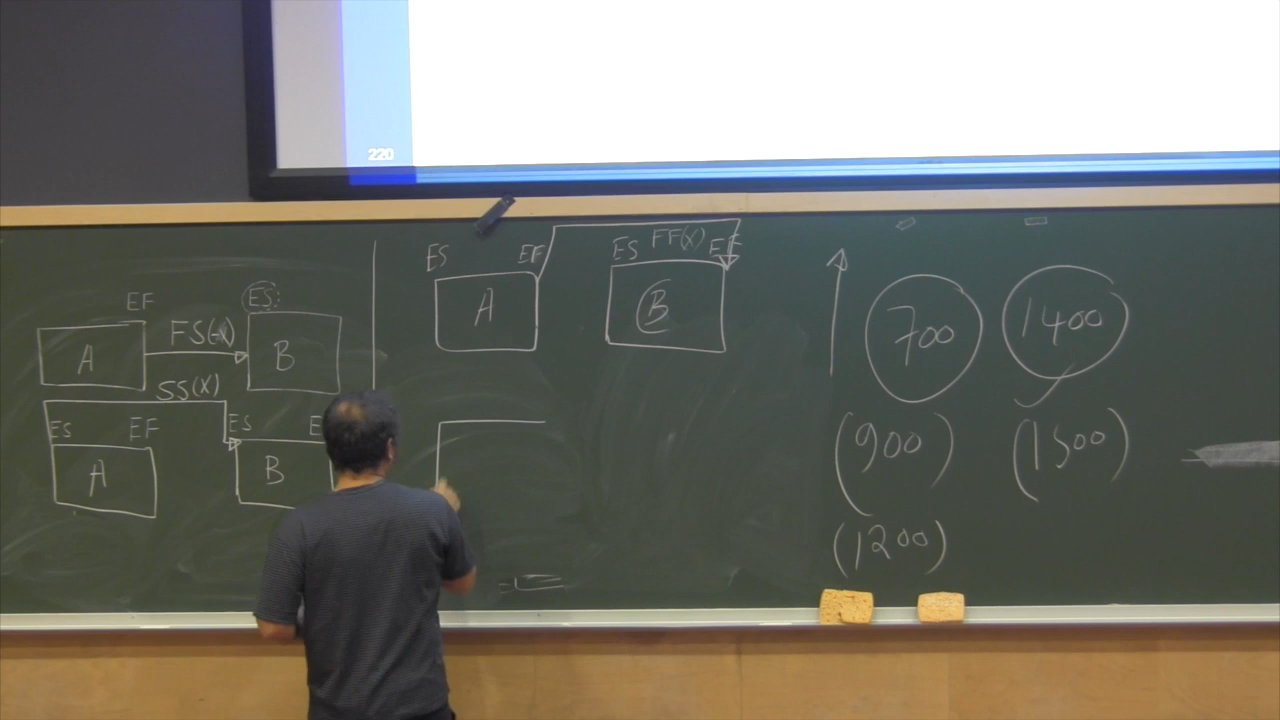 220
EF ES
A FS(-X) B
SS(X)
ES EF ES
A B
ES EF ES FF(X) EF
A B
700 1400
(900) (1500)
(1200)